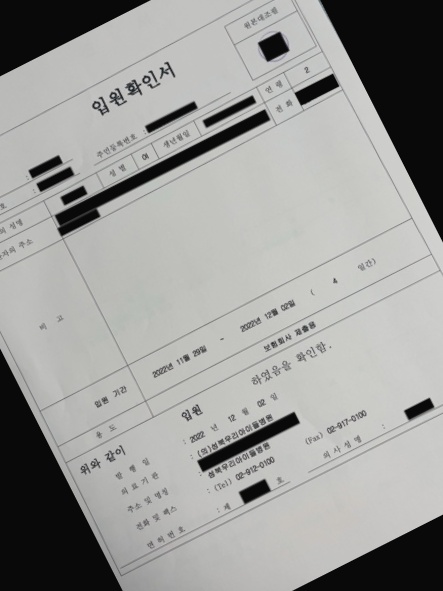 원본대조필
입원확인서
주민등록번호 :
호 :
의 성명 성 별 여 생년월일 연 령 2
자의 주소 전 화
비 고
입원 기간 2022년 11월 29일 ~ 2022년 12월 02일 ( 4 일간)
용 도 보험회사 제출용
위와 같이 입원 하였음을 확인함.
발 행 일 : 2022 년 12 월 02 일
의 료 기 관 : (의)성북우리아이들병원
주소 및 명칭 : 성북우리아이들병원
전화 및 팩스 : (Tel) 02-912-0100 (Fax) 02-917-0100
면 허 번 호 : 제 호 의 사 성 명 :